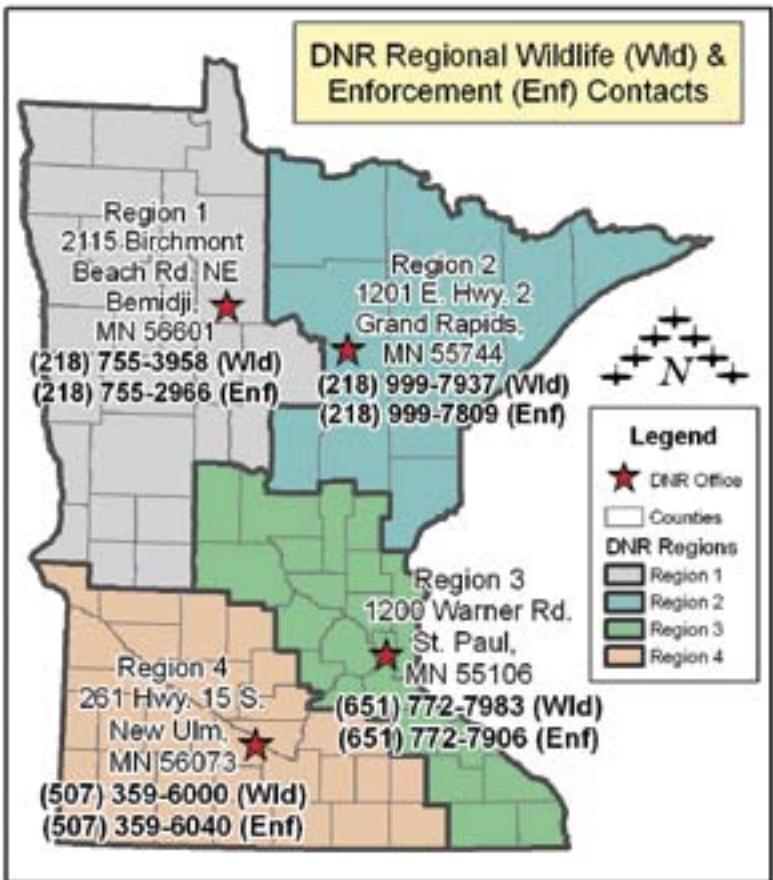 DNR Regional Wildlife (Wld) &
Enforcement (Enf) Contacts
Region 1
2115 Birchmont
Beach Rd. NE
Bemidji,
MN 56601
(218) 755-3958 (Wld)
(218) 755-2966 (Enf)
Region 2
1201 E. Hwy. 2
Grand Rapids,
MN 55744
(218) 999-7937 (Wld)
(218) 999-7809 (Enf)
N
Legend
DNR Office
Counties
DNR Regions
Region 1
Region 2
Region 3
Region 4
Region 3
1200 Warner Rd.
St. Paul,
MN 55106
(651) 772-7983 (Wld)
(651) 772-7906 (Enf)
Region 4
261 Hwy. 15 S.
New Ulm,
MN 56073
(507) 359-6000 (Wld)
(507) 359-6040 (Enf)